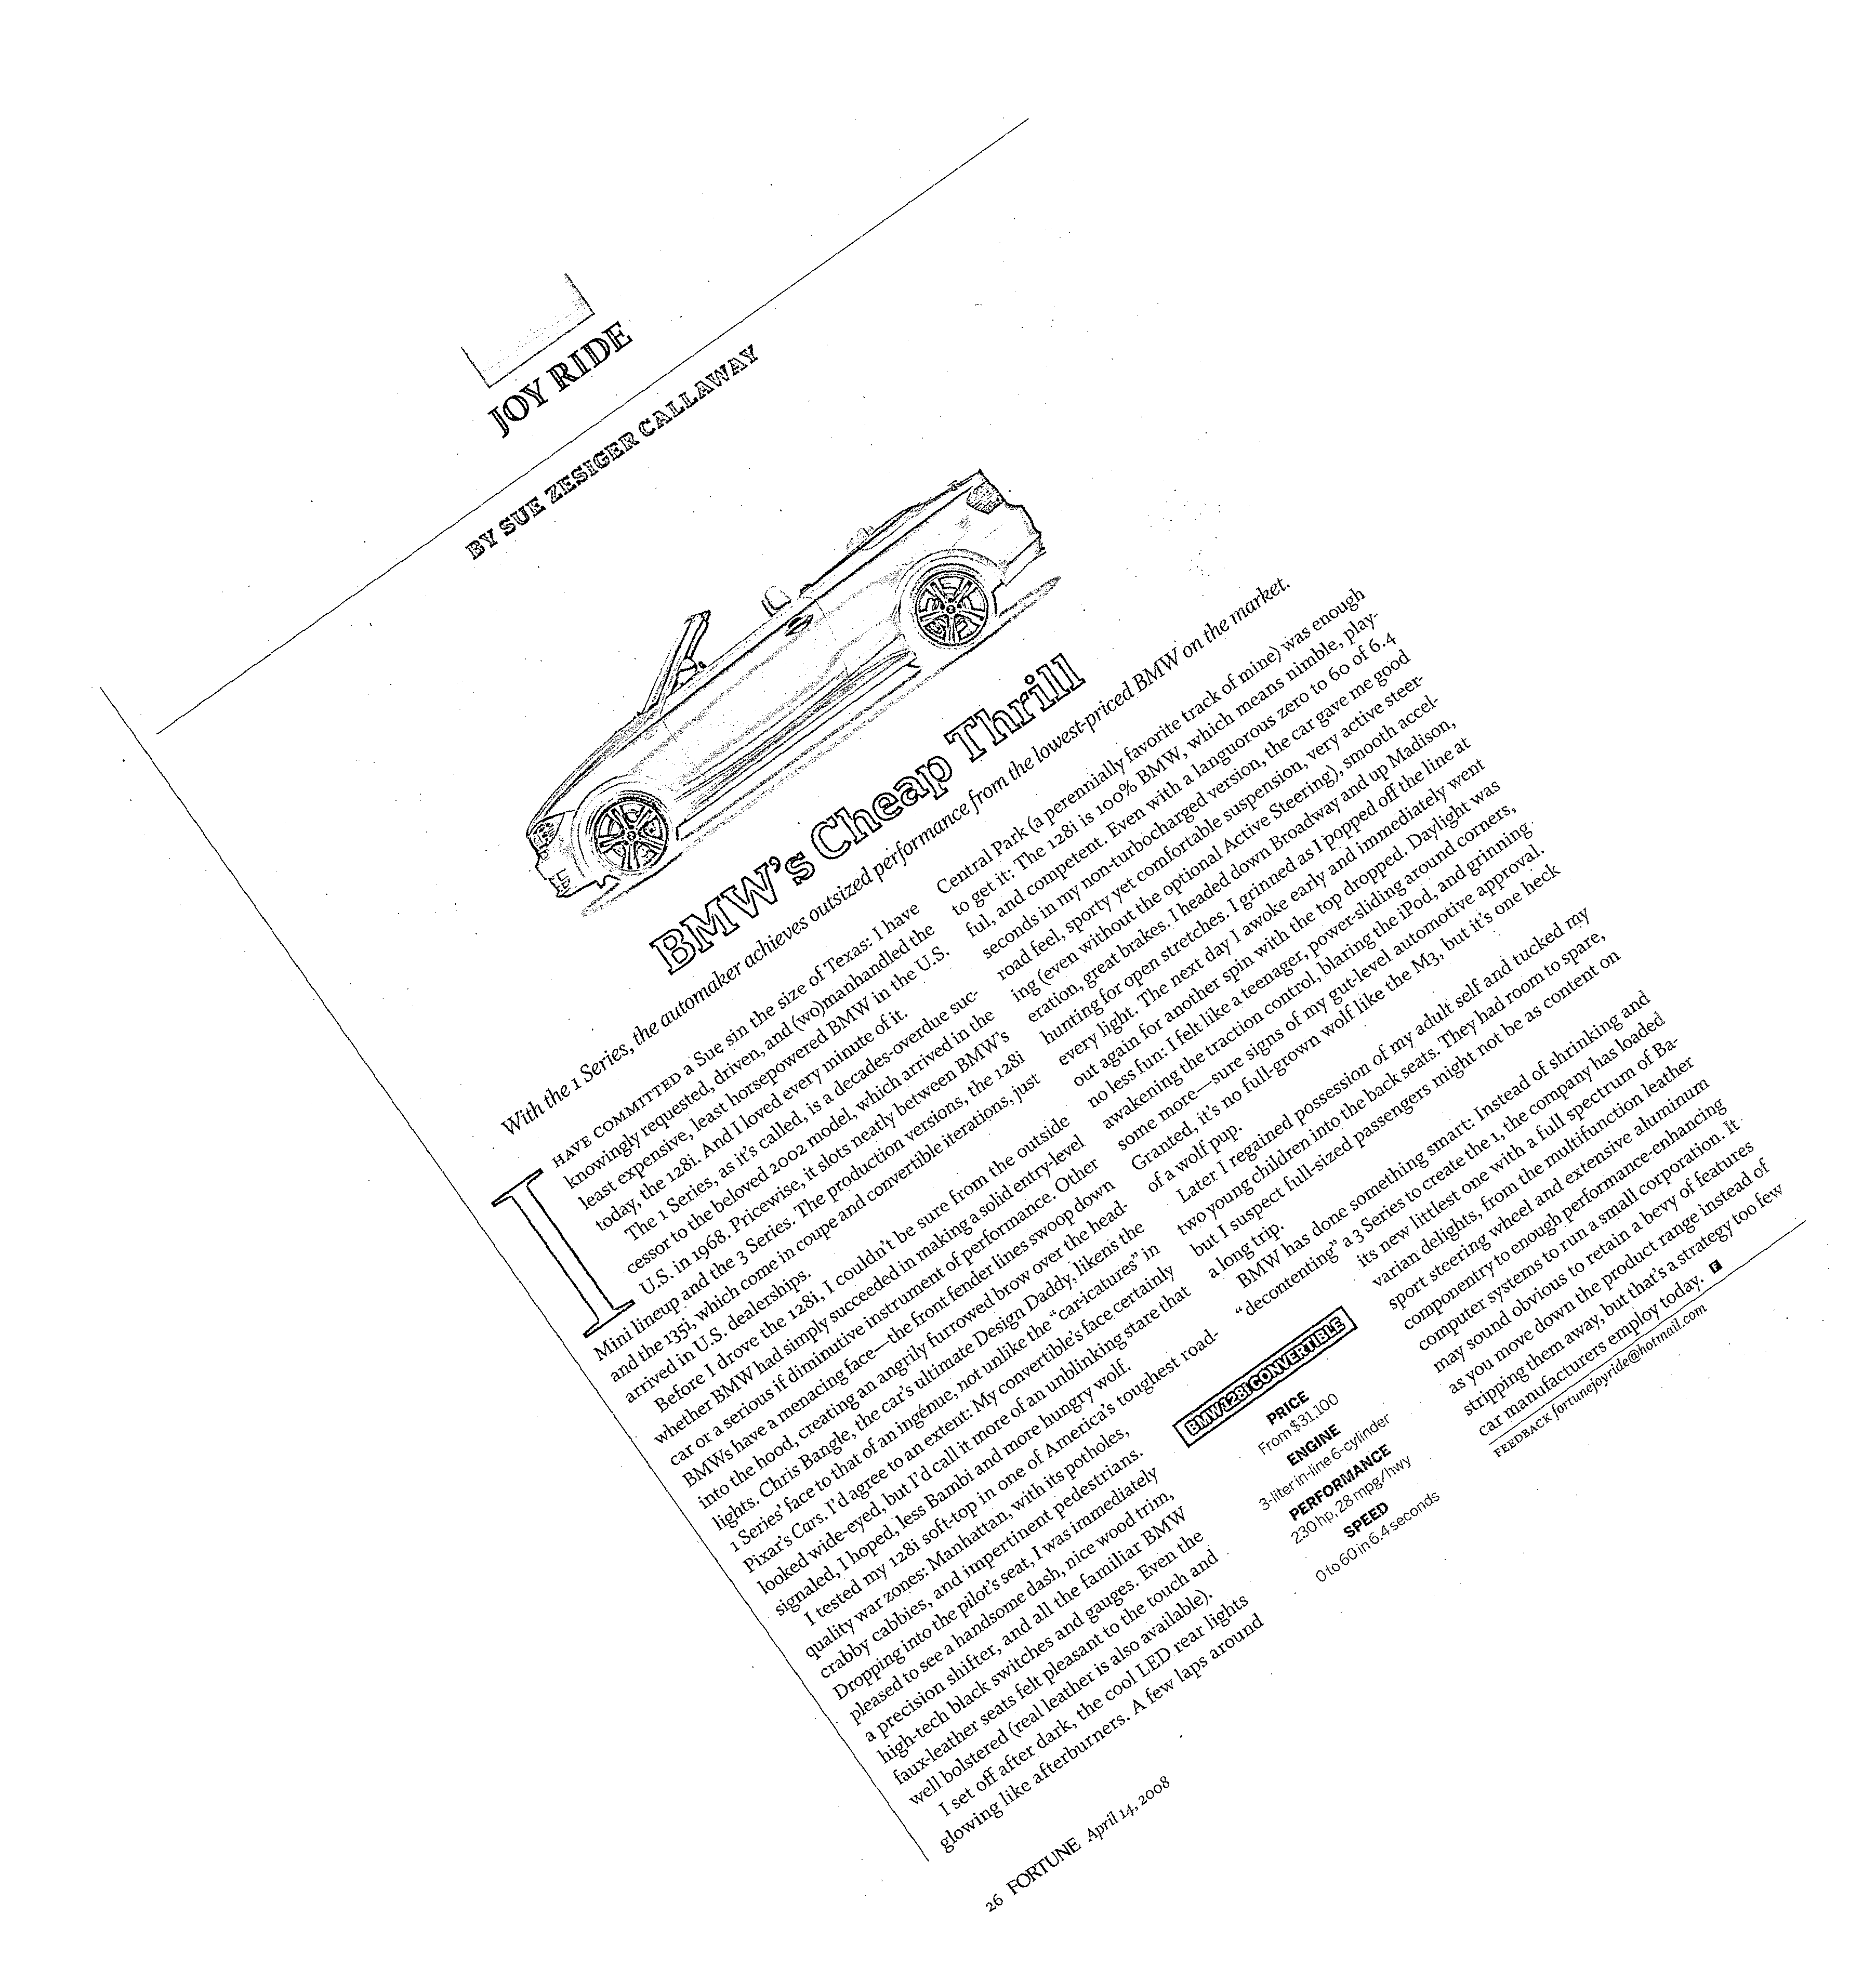 JOY RIDE
BY SUE ZESIGER CALLAWAY
BMW's Cheap Thrill
With the 1 Series, the automaker achieves outsized performance from the lowest-priced BMW on the market.
I HAVE COMMITTED a Sue sin the size of Texas: I have
knowingly requested, driven, and (wo)manhandled the
least expensive, least horsepowered BMW in the U.S.
today, the 128i. And I loved every minute of it.
The 1 Series, as it's called, is a decades-overdue suc-
cessor to the beloved 2002 model, which arrived in the
U.S. in 1968. Pricewise, it slots neatly between BMW's
Mini lineup and the 3 Series. The production versions, the 128i
and the 135i, which come in coupe and convertible iterations, just
arrived in U.S. dealerships.
Before I drove the 128i, I couldn't be sure from the outside
whether BMW had simply succeeded in making a solid entry-level
car or a serious if diminutive instrument of performance. Other
BMWs have a menacing face—the front fender lines swoop down
into the hood, creating an angrily furrowed brow over the head-
lights. Chris Bangle, the car's ultimate Design Daddy, likens the
1 Series' face to that of an ingénue, not unlike the "caricatures" in
Pixar's Cars. I'd agree to an extent: My convertible's face certainly
looked wide-eyed, but I'd call it more of an unblinking stare that
signaled, I hoped, less Bambi and more hungry wolf.
I tested my 128i soft-top in one of America's toughest road-
quality war zones: Manhattan, with its potholes,
crabby cabbies, and impertinent pedestrians.
Dropping into the pilot's seat, I was immediately
pleased to see a handsome dash, nice wood trim,
a precision shifter, and all the familiar BMW
high-tech black switches and gauges. Even the
faux-leather seats felt pleasant to the touch and
well bolstered (real leather is also available).
I set off after dark, the cool LED rear lights
glowing like afterburners. A few laps around
Central Park (a perennially favorite track of mine) was enough
to get it: The 128i is 100% BMW, which means nimble, play-
ful, and competent. Even with a languorous zero to 60 of 6.4
seconds in my non-turbocharged version, the car gave me good
road feel, sporty yet comfortable suspension, very active steer-
ing (even without the optional Active Steering), smooth accel-
eration, great brakes. I headed down Broadway and up Madison,
hunting for open stretches. I grinned as I popped off the line at
every light. The next day I awoke early and immediately went
out again for another spin with the top dropped. Daylight was
no less fun: I felt like a teenager, power-sliding around corners,
awakening the traction control, blaring the iPod, and grinning
some more—sure signs of my gut-level automotive approval.
Granted, it's no full-grown wolf like the M3, but it's one heck
of a wolf pup.
Later I regained possession of my adult self and tucked my
two young children into the back seats. They had room to spare,
but I suspect full-sized passengers might not be as content on
a long trip.
BMW has done something smart: Instead of shrinking and
"decontenting" a 3 Series to create the 1, the company has loaded
its new littlest one with a full spectrum of Ba-
varian delights, from the multifunction leather
sport steering wheel and extensive aluminum
componentry to enough performance-enhancing
computer systems to run a small corporation. It
may sound obvious to retain a bevy of features
as you move down the product range instead of
stripping them away, but that's a strategy too few
car manufacturers employ today. F
FEEDBACK fortunejoyride@hotmail.com
BMW 128I CONVERTIBLE
PRICE
From $31,100
ENGINE
3-liter in-line 6-cylinder
PERFORMANCE
230 hp, 28 mpg/hwy
SPEED
0 to 60 in 6.4 seconds
26 FORTUNE April 14, 2008